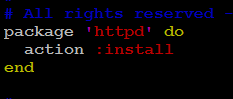 # All rights reserved -
package 'httpd' do
  action :install
end